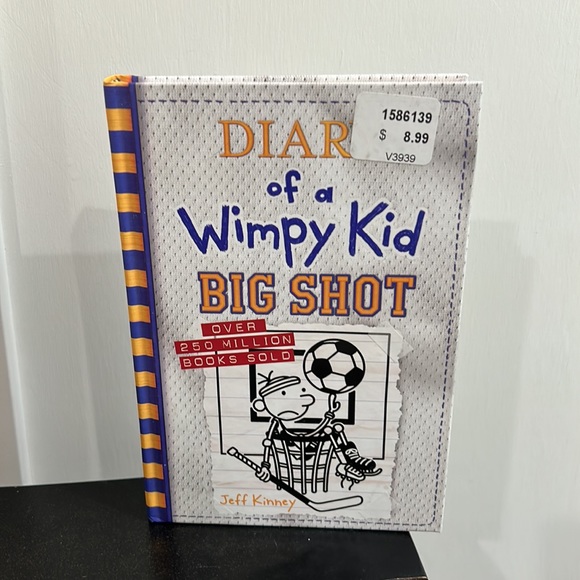 1586139
$ 8.99
V3939
DIAR
of a
Wimpy Kid
BIG SHOT
OVER
250 MILLION
BOOKS SOLD
Jeff Kinney